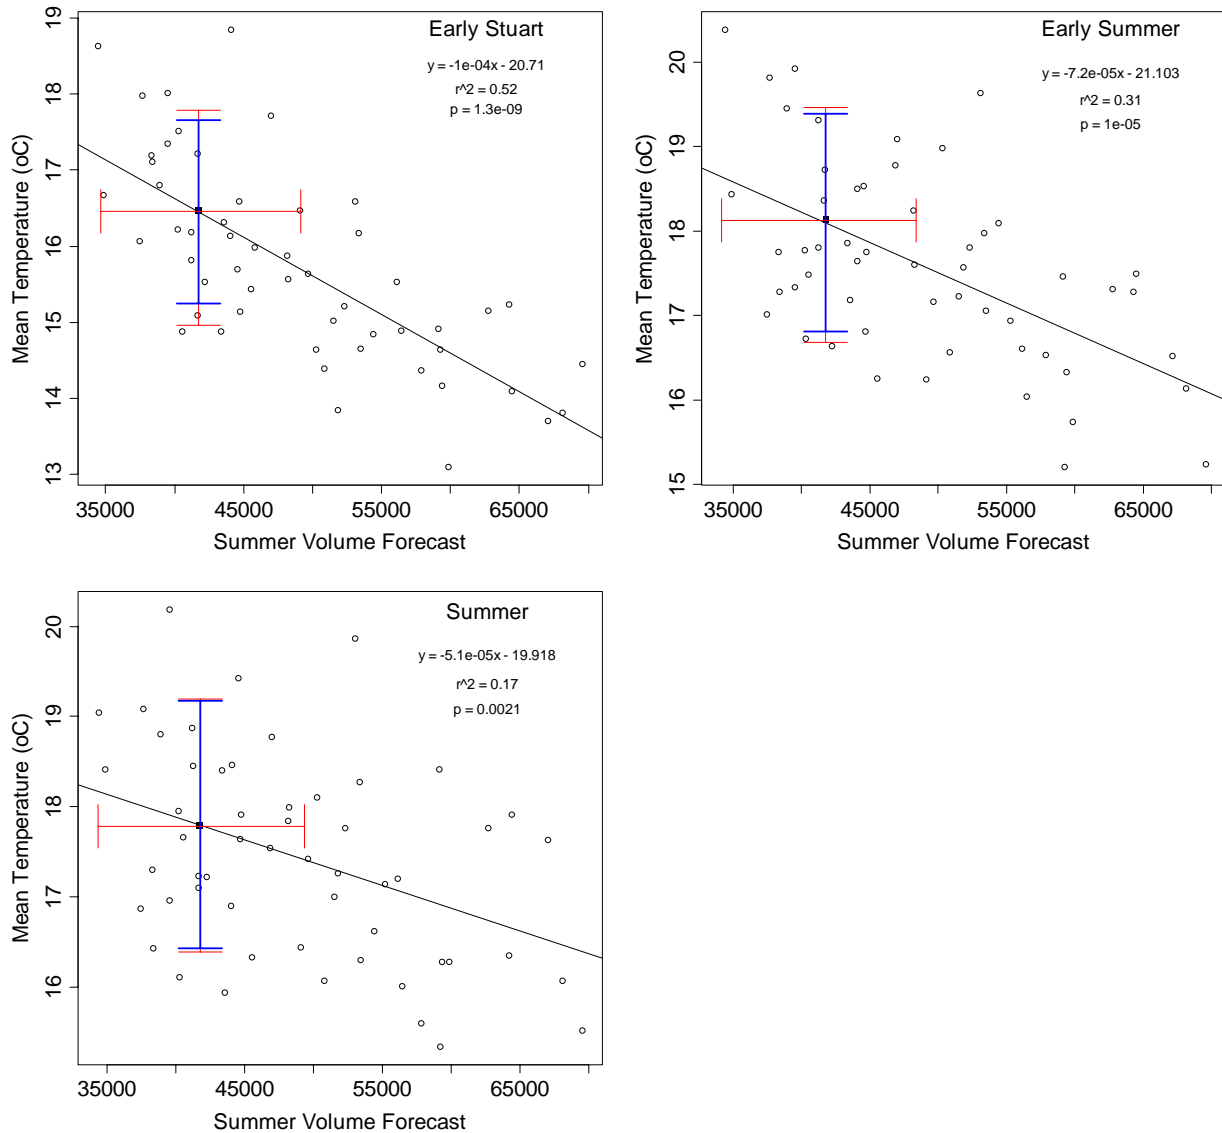 Early Stuart
y = -1e-04x - 20.71
r^2 = 0.52
p = 1.3e-09
Mean Temperature (oC)
19
18
17
16
15
14
13
35000 45000 55000 65000
Summer Volume Forecast
Early Summer
y = -7.2e-05x - 21.103
r^2 = 0.31
p = 1e-05
Mean Temperature (oC)
20
19
18
17
16
15
35000 45000 55000 65000
Summer Volume Forecast
Summer
y = -5.1e-05x - 19.918
r^2 = 0.17
p = 0.0021
Mean Temperature (oC)
20
19
18
17
16
35000 45000 55000 65000
Summer Volume Forecast